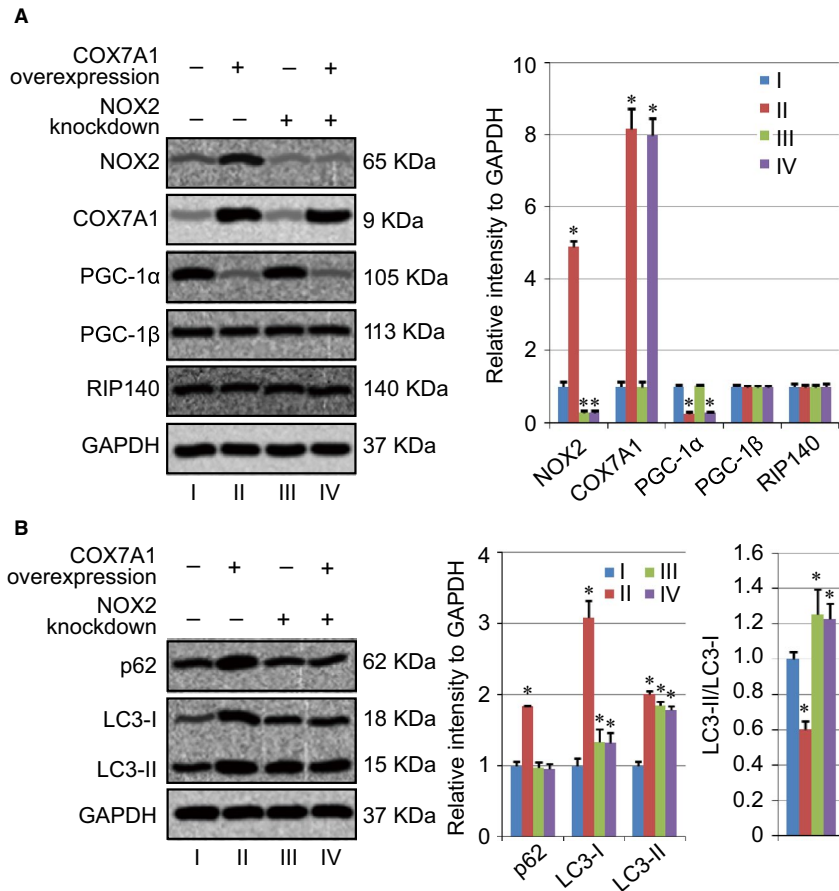 A
COX7A1
overexpression
– + – +
NOX2
knockdown
– – + +
NOX2 65 KDa
COX7A1 9 KDa
PGC-1α 105 KDa
PGC-1β 113 KDa
RIP140 140 KDa
GAPDH 37 KDa
I II III IV
Relative intensity to GAPDH
10
8
6
4
2
0
I
II
III
IV
*
**
* *
* *
NOX2 COX7A1 PGC-1α PGC-1β RIP140
B
COX7A1
overexpression
– + – +
NOX2
knockdown
– – + +
p62 62 KDa
LC3-I 18 KDa
LC3-II 15 KDa
GAPDH 37 KDa
I II III IV
Relative intensity to GAPDH
4
3
2
1
0
I III
II IV
*
*
* *
* * *
p62 LC3-I LC3-II
LC3-II/LC3-I
1.6
1.4
1.2
1.0
0.8
0.6
0.4
0.2
0
* * *